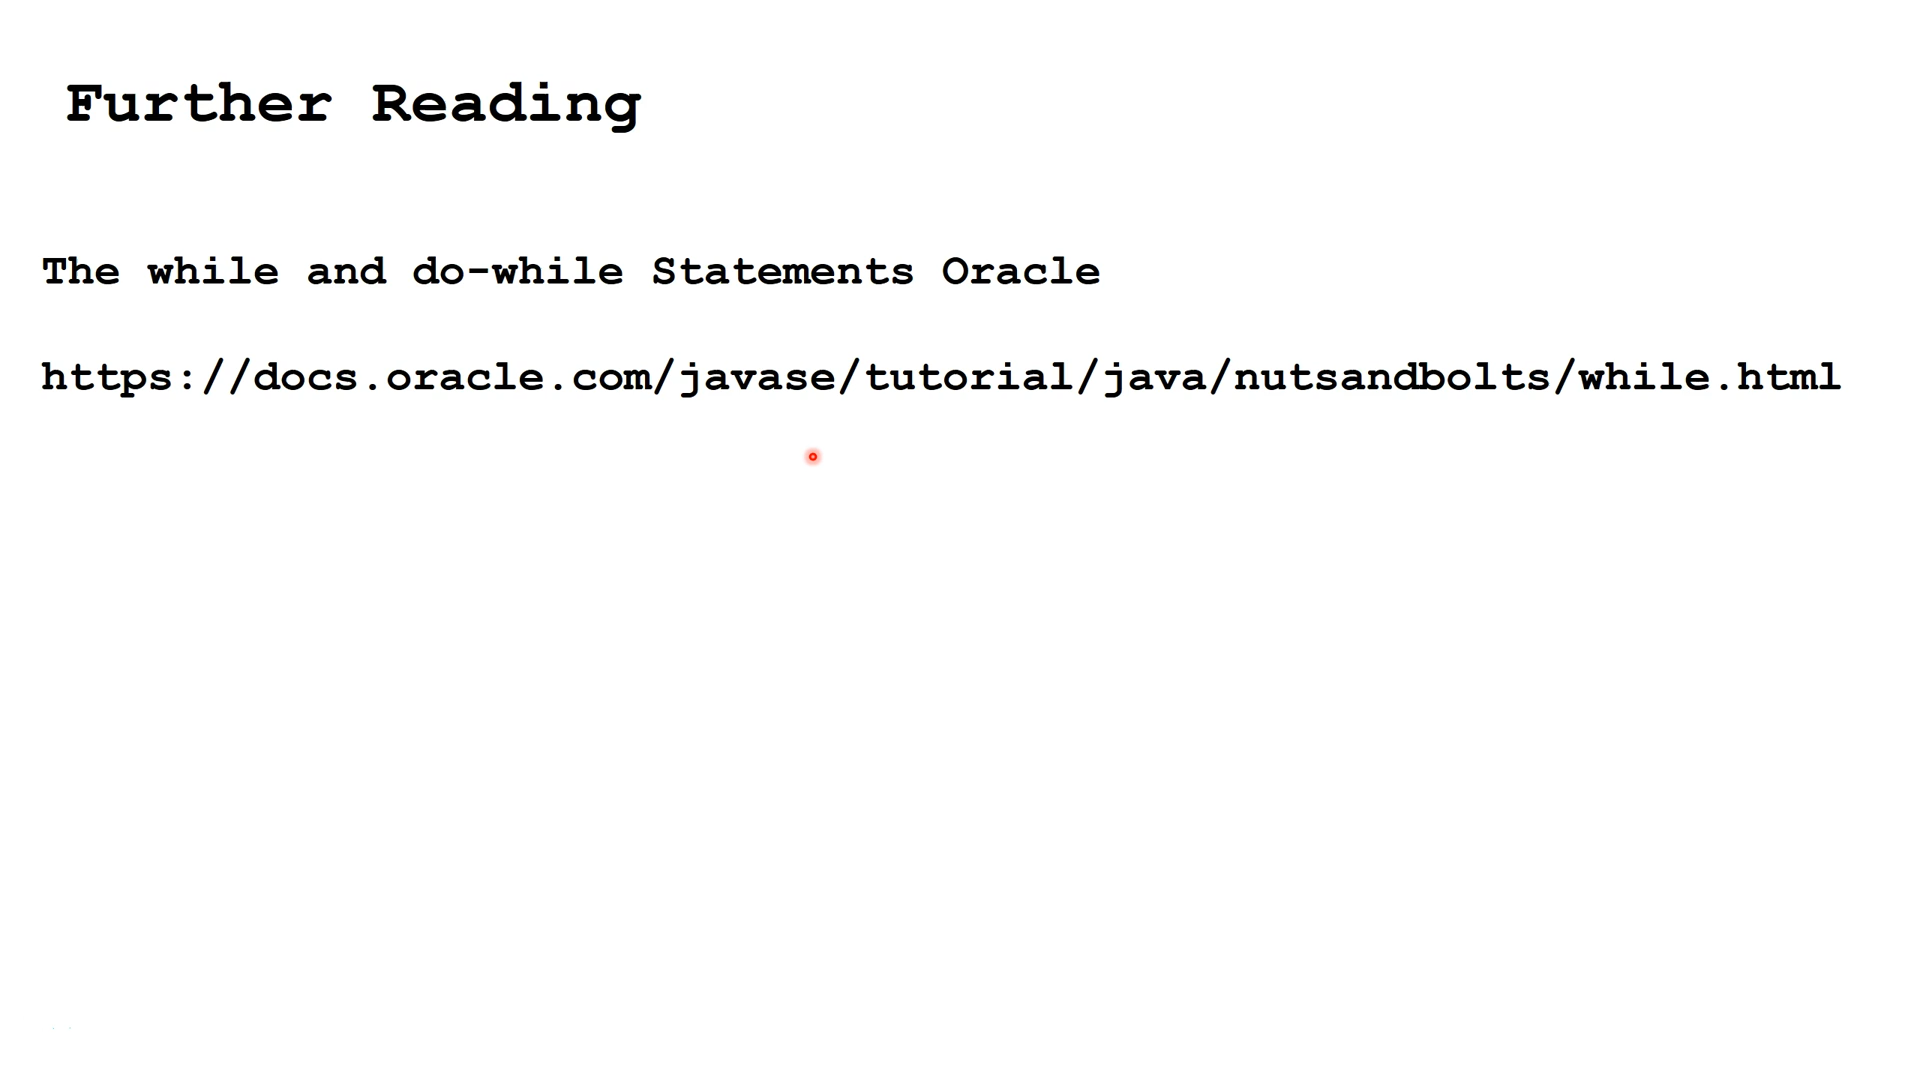 Further Reading
The while and do-while Statements Oracle
https://docs.oracle.com/javase/tutorial/java/nutsandbolts/while.html